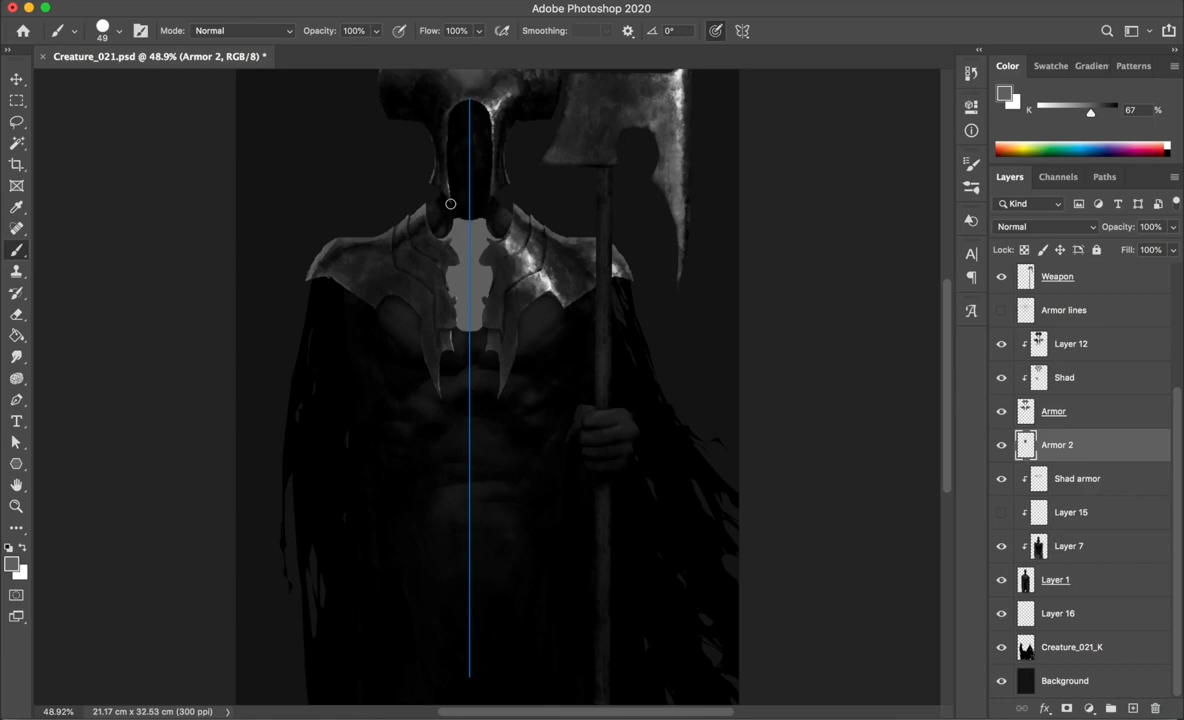 Adobe Photoshop 2020
49
Mode: Normal
Opacity: 100%
Flow: 100%
Smoothing:
0°
× Creature_021.psd @ 48.9% (Armor 2, RGB/8) *
Color
Swatche
Gradien
Patterns
K
67
%
Layers
Channels
Paths
Kind
Normal
Opacity: 100%
Lock:
Fill: 100%
Weapon
Armor lines
Layer 12
Shad
Armor
Armor 2
Shad armor
Layer 15
Layer 7
Layer 1
Layer 16
Creature_021_K
Background
48.92%
21.17 cm x 32.53 cm (300 ppi)